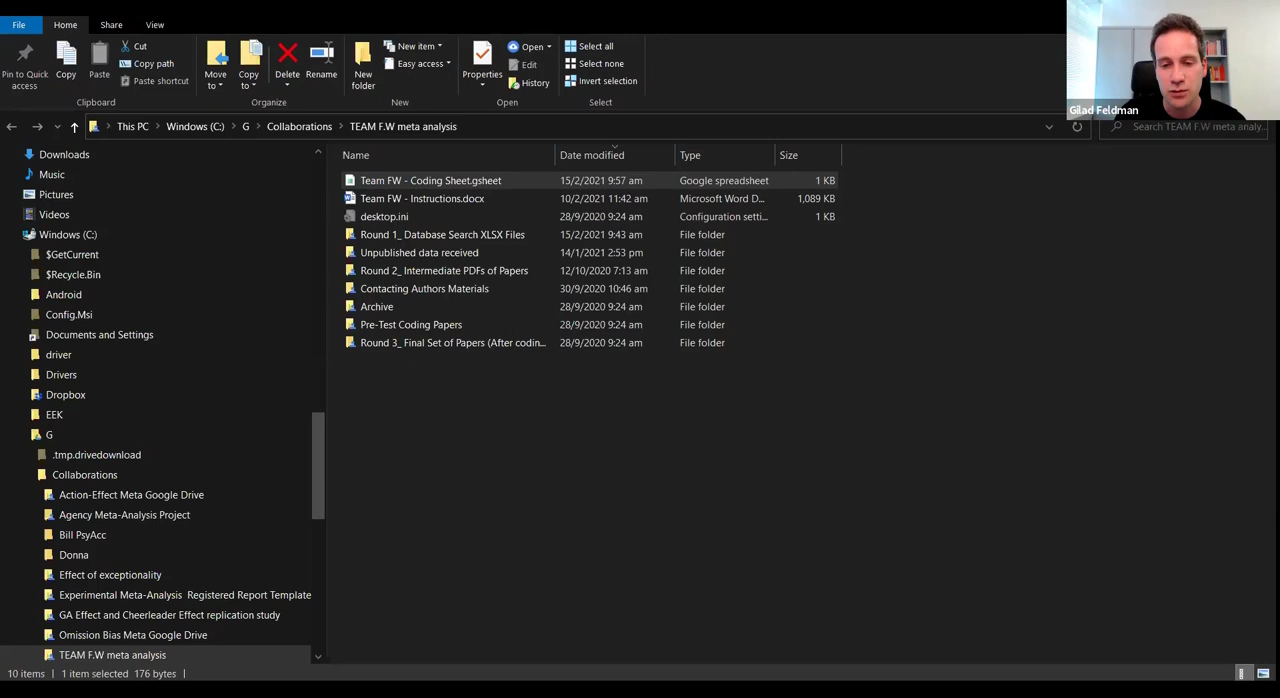 File Home Share View
Pin to Quick access
Copy
Paste
Cut
Copy path
Paste shortcut
Clipboard
Move to
Copy to
Delete
Rename
Organize
New folder
New item
Easy access
New
Properties
Open
Edit
History
Open
Select all
Select none
Invert selection
Select
Gilad Feldman
This PC > Windows (C:) > G > Collaborations > TEAM F.W meta analysis
Search TEAM F.W meta analy...
Downloads
Music
Pictures
Videos
Windows (C:)
$GetCurrent
$Recycle.Bin
Android
Config.Msi
Documents and Settings
driver
Drivers
Dropbox
EEK
G
.tmp.drivedownload
Collaborations
Action-Effect Meta Google Drive
Agency Meta-Analysis Project
Bill PsyAcc
Donna
Effect of exceptionality
Experimental Meta-Analysis Registered Report Template
GA Effect and Cheerleader Effect replication study
Omission Bias Meta Google Drive
TEAM F.W meta analysis
Name Date modified Type Size
Team FW - Coding Sheet.gsheet 15/2/2021 9:57 am Google spreadsheet 1 KB
Team FW - Instructions.docx 10/2/2021 11:42 am Microsoft Word D... 1,089 KB
desktop.ini 28/9/2020 9:24 am Configuration setti... 1 KB
Round 1_ Database Search XLSX Files 15/2/2021 9:43 am File folder
Unpublished data received 14/1/2021 2:53 pm File folder
Round 2_ Intermediate PDFs of Papers 12/10/2020 7:13 am File folder
Contacting Authors Materials 30/9/2020 10:46 am File folder
Archive 28/9/2020 9:24 am File folder
Pre-Test Coding Papers 28/9/2020 9:24 am File folder
Round 3_ Final Set of Papers (After codin... 28/9/2020 9:24 am File folder
10 items 1 item selected 176 bytes